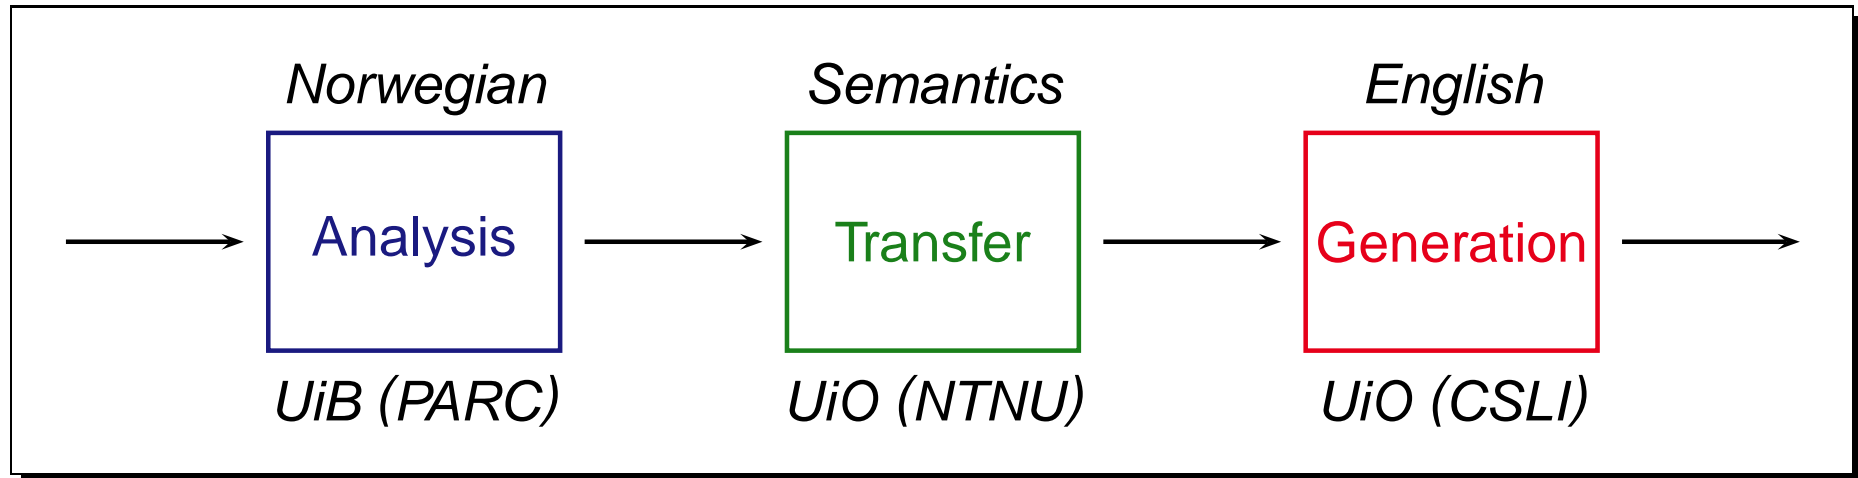 Norwegian
Semantics
English
Analysis
Transfer
Generation
UiB (PARC)
UiO (NTNU)
UiO (CSLI)